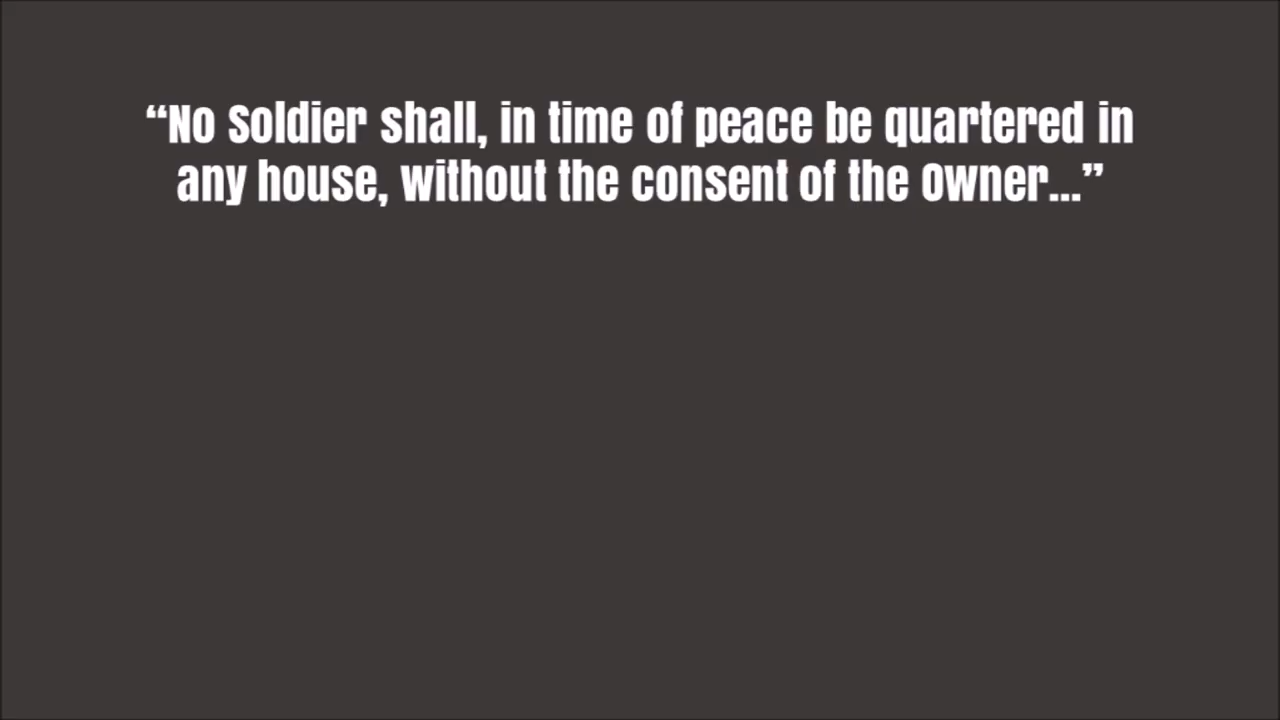 “No Soldier shall, in time of peace be quartered in
any house, without the consent of the Owner...”